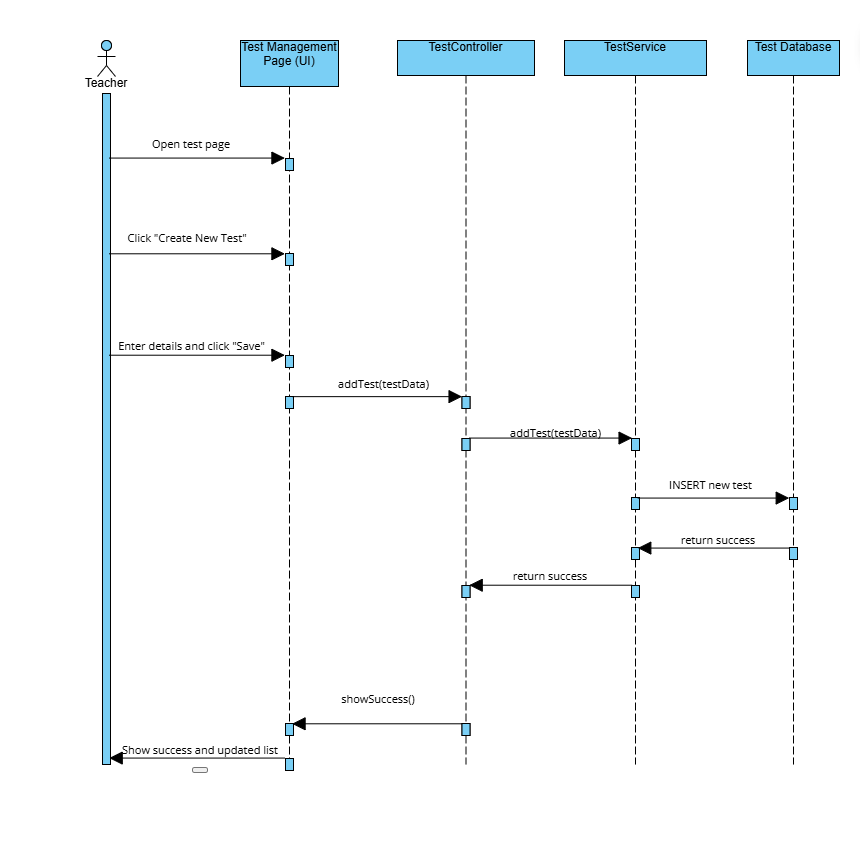 Teacher
Test Management
Page (UI)
TestController
TestService
Test Database
Open test page
Click "Create New Test"
Enter details and click "Save"
addTest(testData)
addTest(testData)
INSERT new test
return success
return success
showSuccess()
Show success and updated list